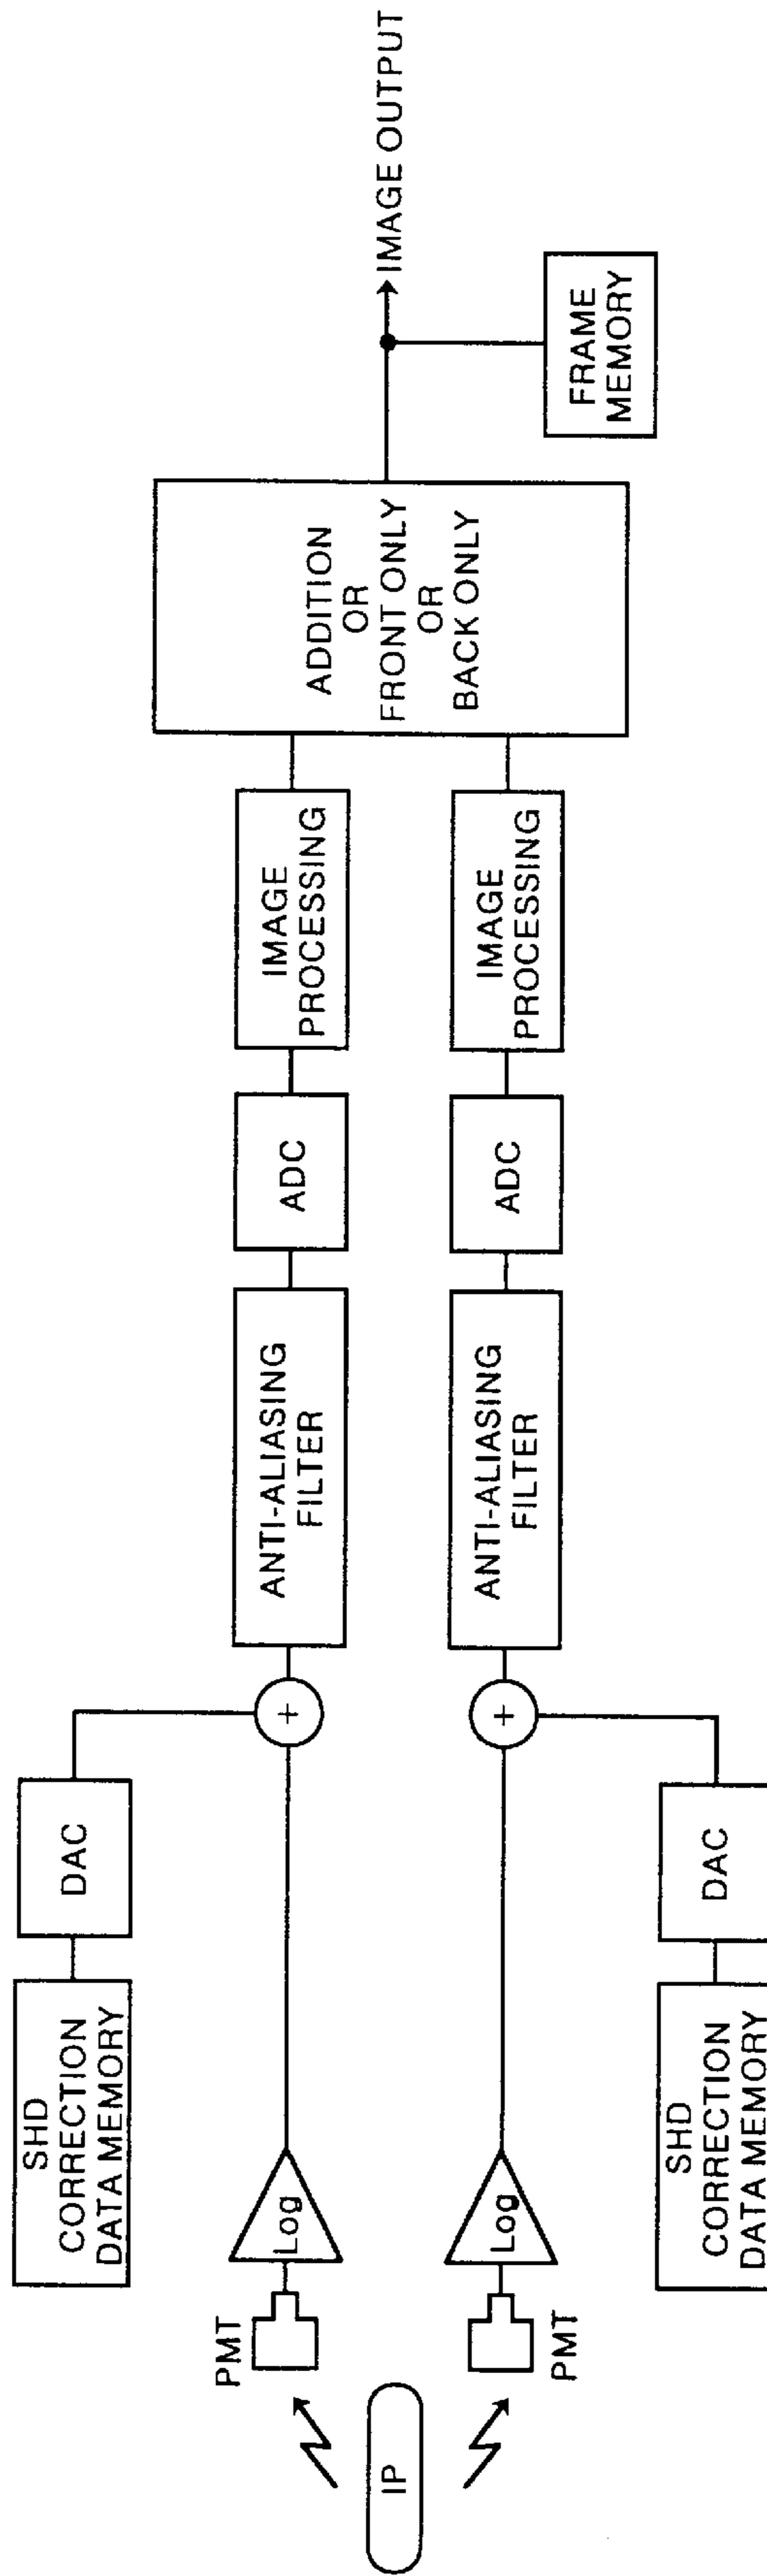 SHD
CORRECTION
DATA MEMORY
DAC
PMT
Log
+
ANTI-ALIASING
FILTER
ADC
IMAGE
PROCESSING
IP
PMT
Log
+
ANTI-ALIASING
FILTER
ADC
IMAGE
PROCESSING
SHD
CORRECTION
DATA MEMORY
DAC
ADDITION
OR
FRONT ONLY
OR
BACK ONLY
IMAGE OUTPUT
FRAME
MEMORY